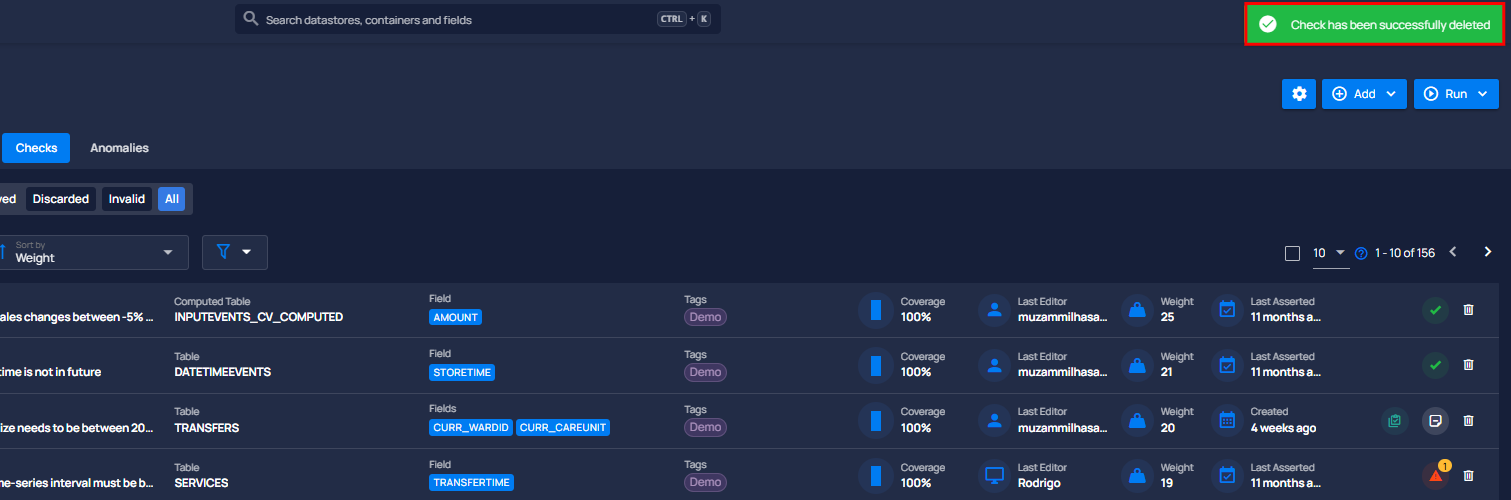 Search datastores, containers and fields CTRL + K
Check has been successfully deleted
Add Run
Checks Anomalies
Discarded Invalid All
Sort by
Weight
10 1 - 10 of 156
Computed Table Field Tags Coverage Last Editor Weight Last Asserted
ales changes between -5% ... INPUTEVENTS_CV_COMPUTED AMOUNT Demo 100% muzammilhasa... 25 11 months a...
Table Field Tags Coverage Last Editor Weight Last Asserted
time is not in future DATETIMEEVENTS STORETIME Demo 100% muzammilhasa... 21 11 months a...
Table Fields Tags Coverage Last Editor Weight Created
ize needs to be between 20... TRANSFERS CURR_WARDID CURR_CAREUNIT Demo 100% muzammilhasa... 20 4 weeks ago
Table Field Tags Coverage Last Editor Weight Last Asserted 1
me-series interval must be b... SERVICES TRANSFERTIME Demo 100% Rodrigo 19 11 months a...